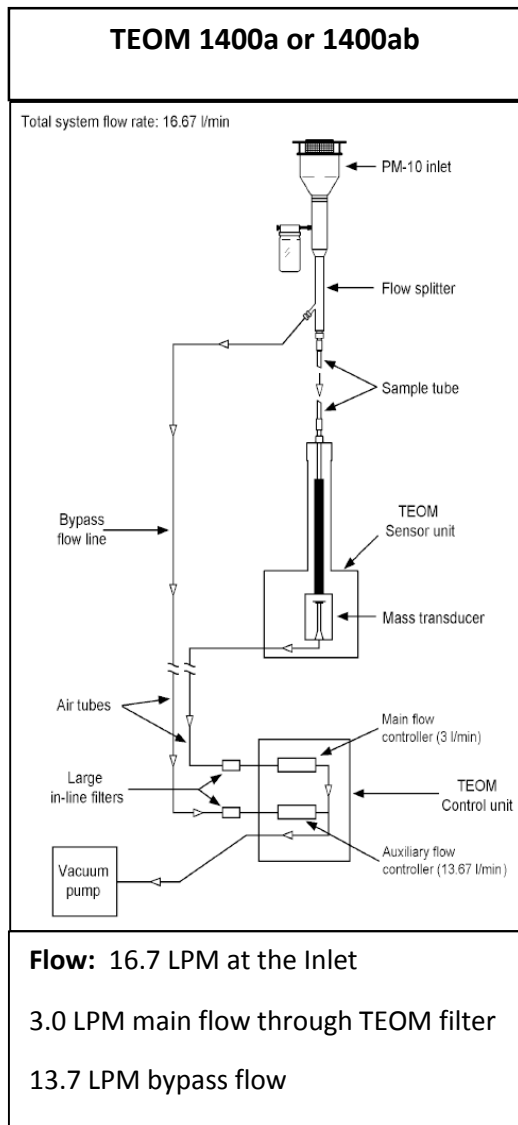 TEOM 1400a or 1400ab
Total system flow rate: 16.67 l/min
PM-10 inlet
Flow splitter
Sample tube
Bypass
flow line
TEOM
Sensor unit
Mass transducer
Air tubes
Main flow
controller (3 l/min)
Large
in-line filters
TEOM
Control unit
Auxiliary flow
controller (13.67 l/min)
Vacuum
pump
Flow: 16.7 LPM at the Inlet
3.0 LPM main flow through TEOM filter
13.7 LPM bypass flow